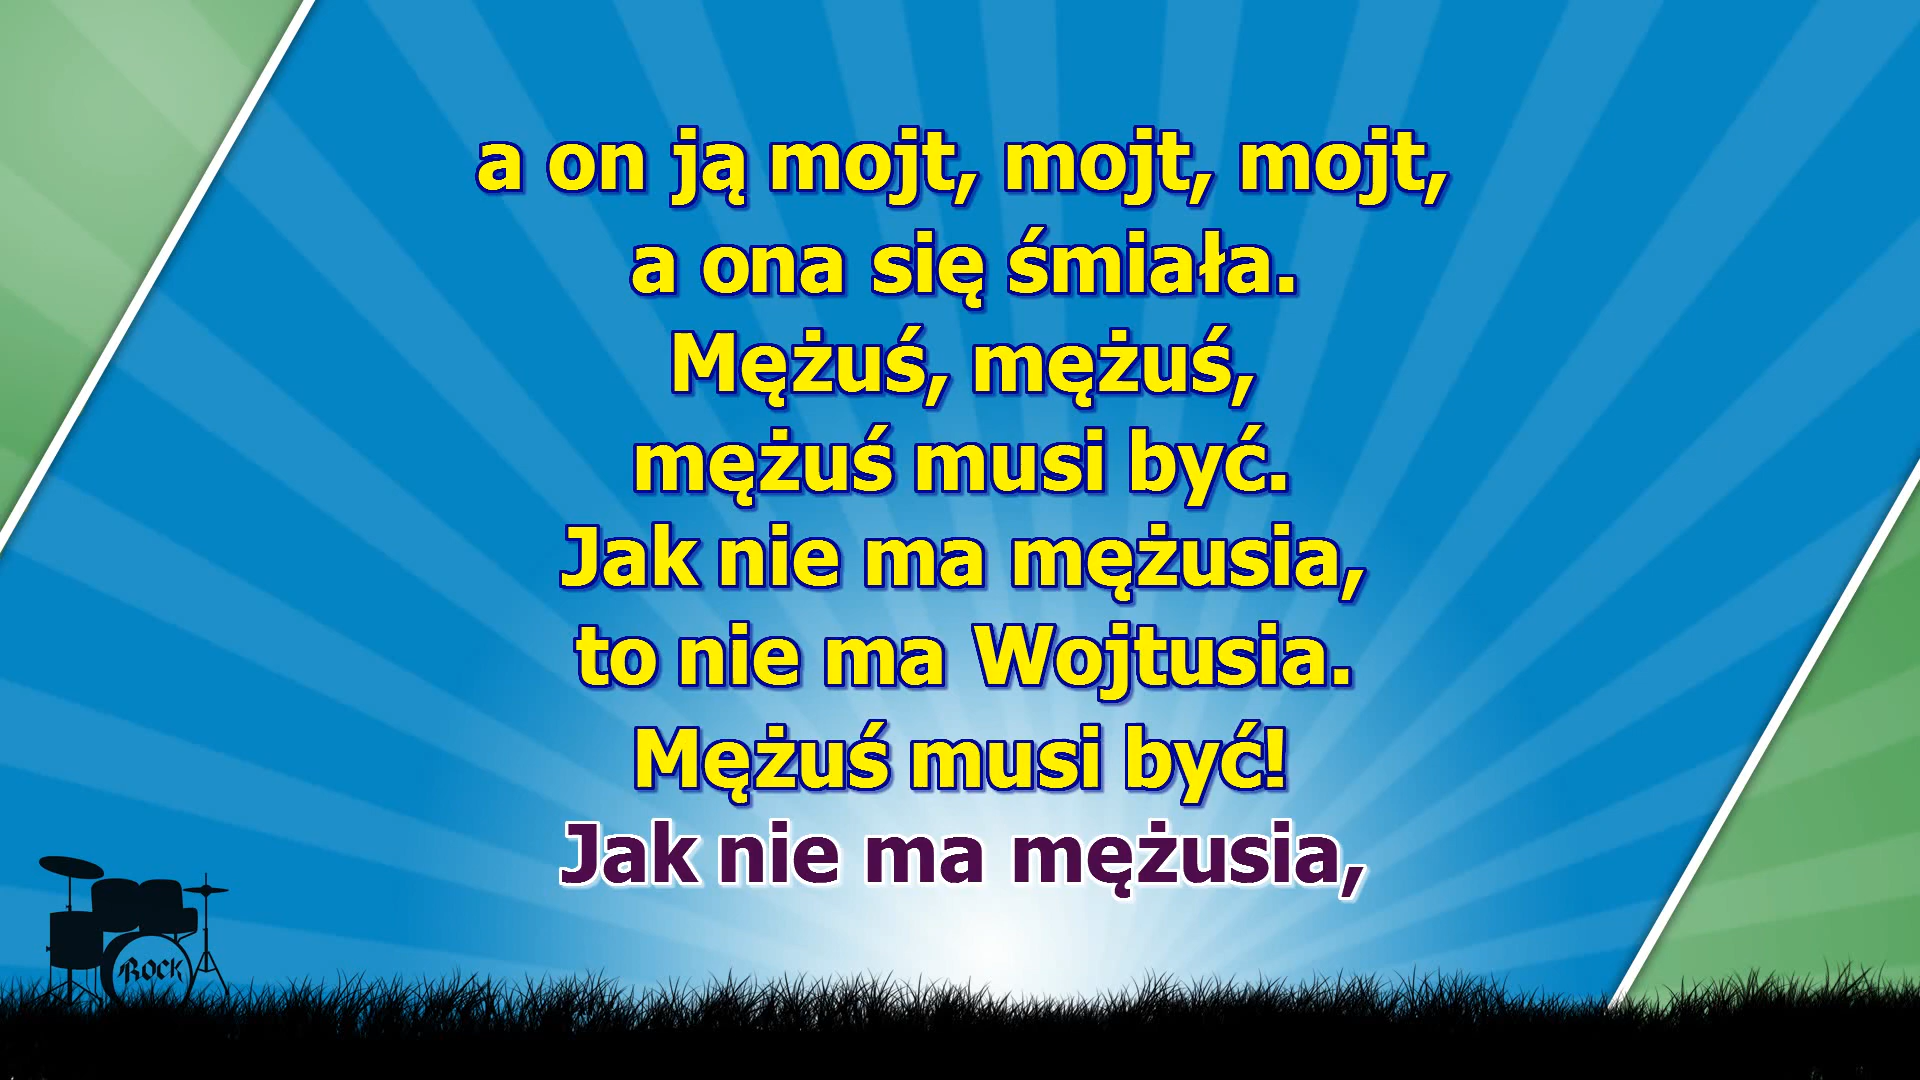 a on ją mojt, mojt, mojt,
a ona się śmiała.
Mężuś, mężuś,
mężuś musi być.
Jak nie ma mężusia,
to nie ma Wojtusia.
Mężuś musi być!
Jak nie ma mężusia,
ROCK